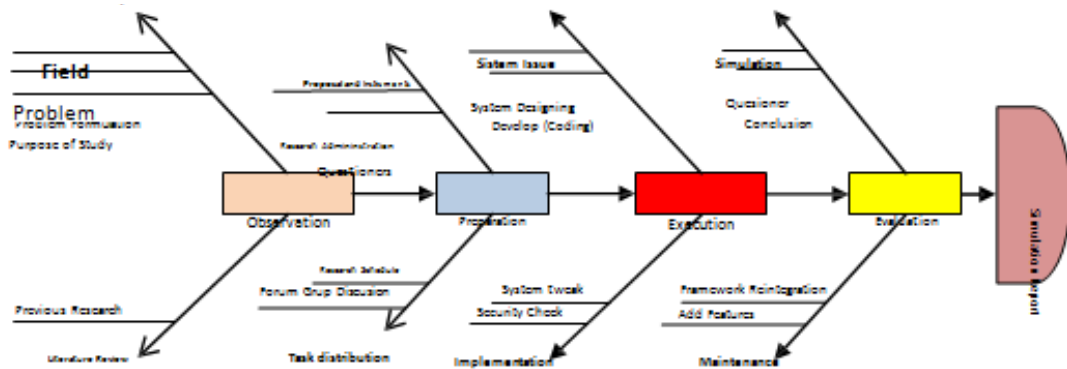 Field
Problem
Problem Formulation
Purpose of Study
Observation
Previous Research
Literature Review
Proposal and Instrument
Research Administration
Questioners
Preparation
Research Schedule
Forum Grup Discusion
Task distribution
Sistem Issue
System Designing
Develop (Coding)
Execution
System tweak
Security Check
Implementation
Simulation
Quesioner
Conclusion
Evaluation
Framework Reintegration
Add Features
Maintenance
Simulation Report